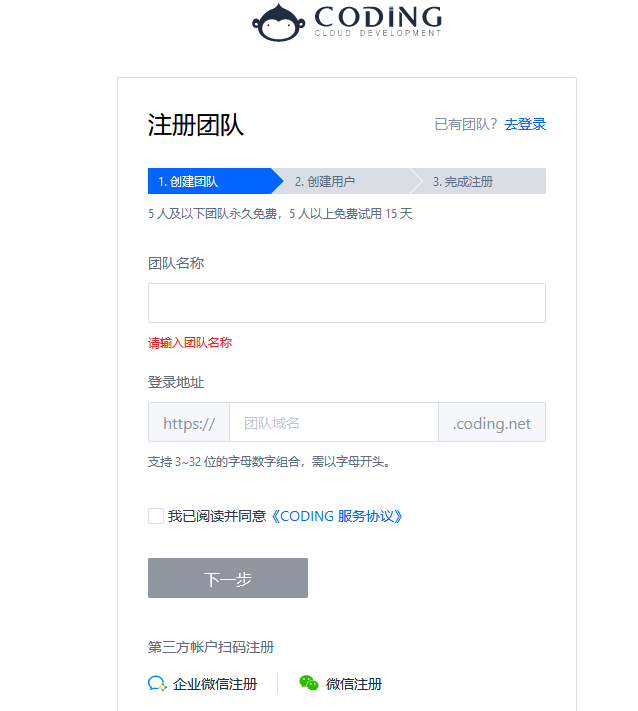 CODING
CLOUD DEVELOPMENT
注册团队
已有团队？去登录
1. 创建团队 2. 创建用户 3. 完成注册
5 人及以下团队永久免费，5 人以上免费试用 15 天
团队名称
请输入团队名称
登录地址
https:// 团队域名 .coding.net
支持 3~32 位的字母数字组合，需以字母开头。
我已阅读并同意《CODING 服务协议》
下一步
第三方帐户扫码注册
企业微信注册 微信注册